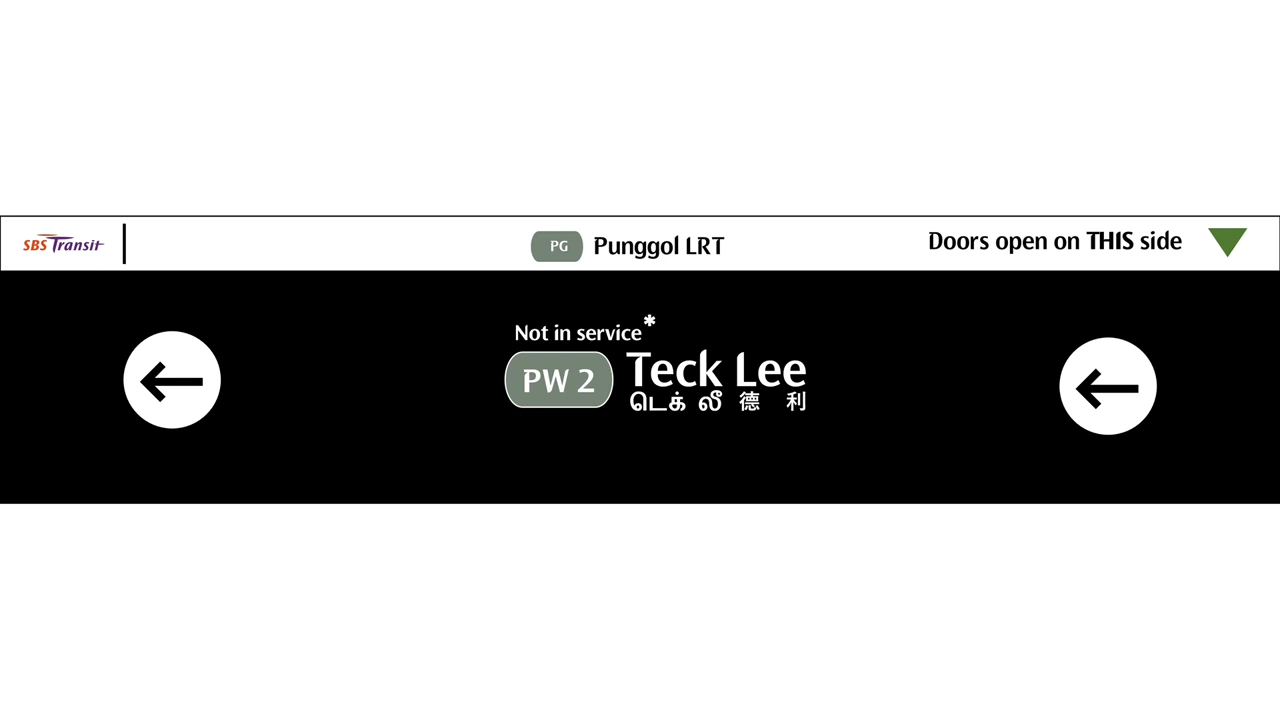 SBS Transit
PG Punggol LRT
Doors open on THIS side
Not in service*
PW 2 Teck Lee
டெக் லீ 德 利